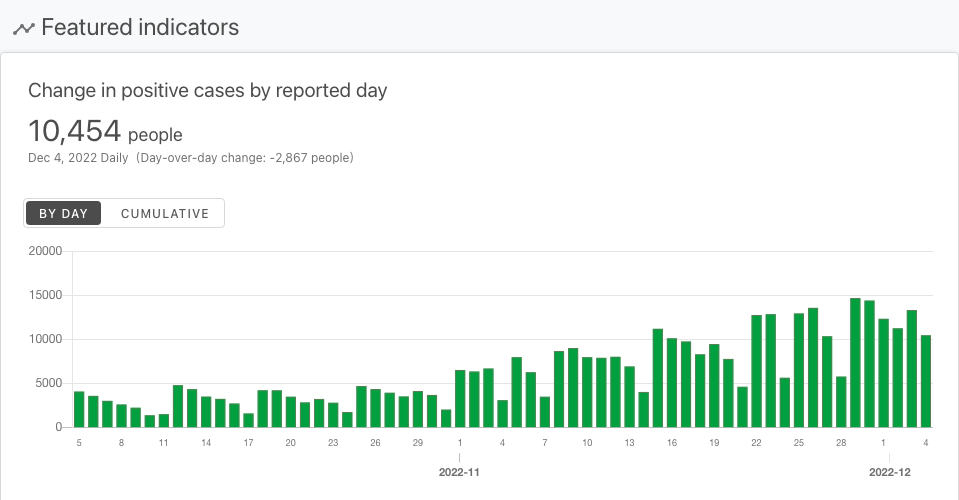 Featured indicators
Change in positive cases by reported day
10,454 people
Dec 4, 2022 Daily (Day-over-day change: -2,867 people)
BY DAY CUMULATIVE
20000
15000
10000
5000
0
5 8 11 14 17 20 23 26 29 1 4 7 10 13 16 19 22 25 28 1 4
2022-11 2022-12